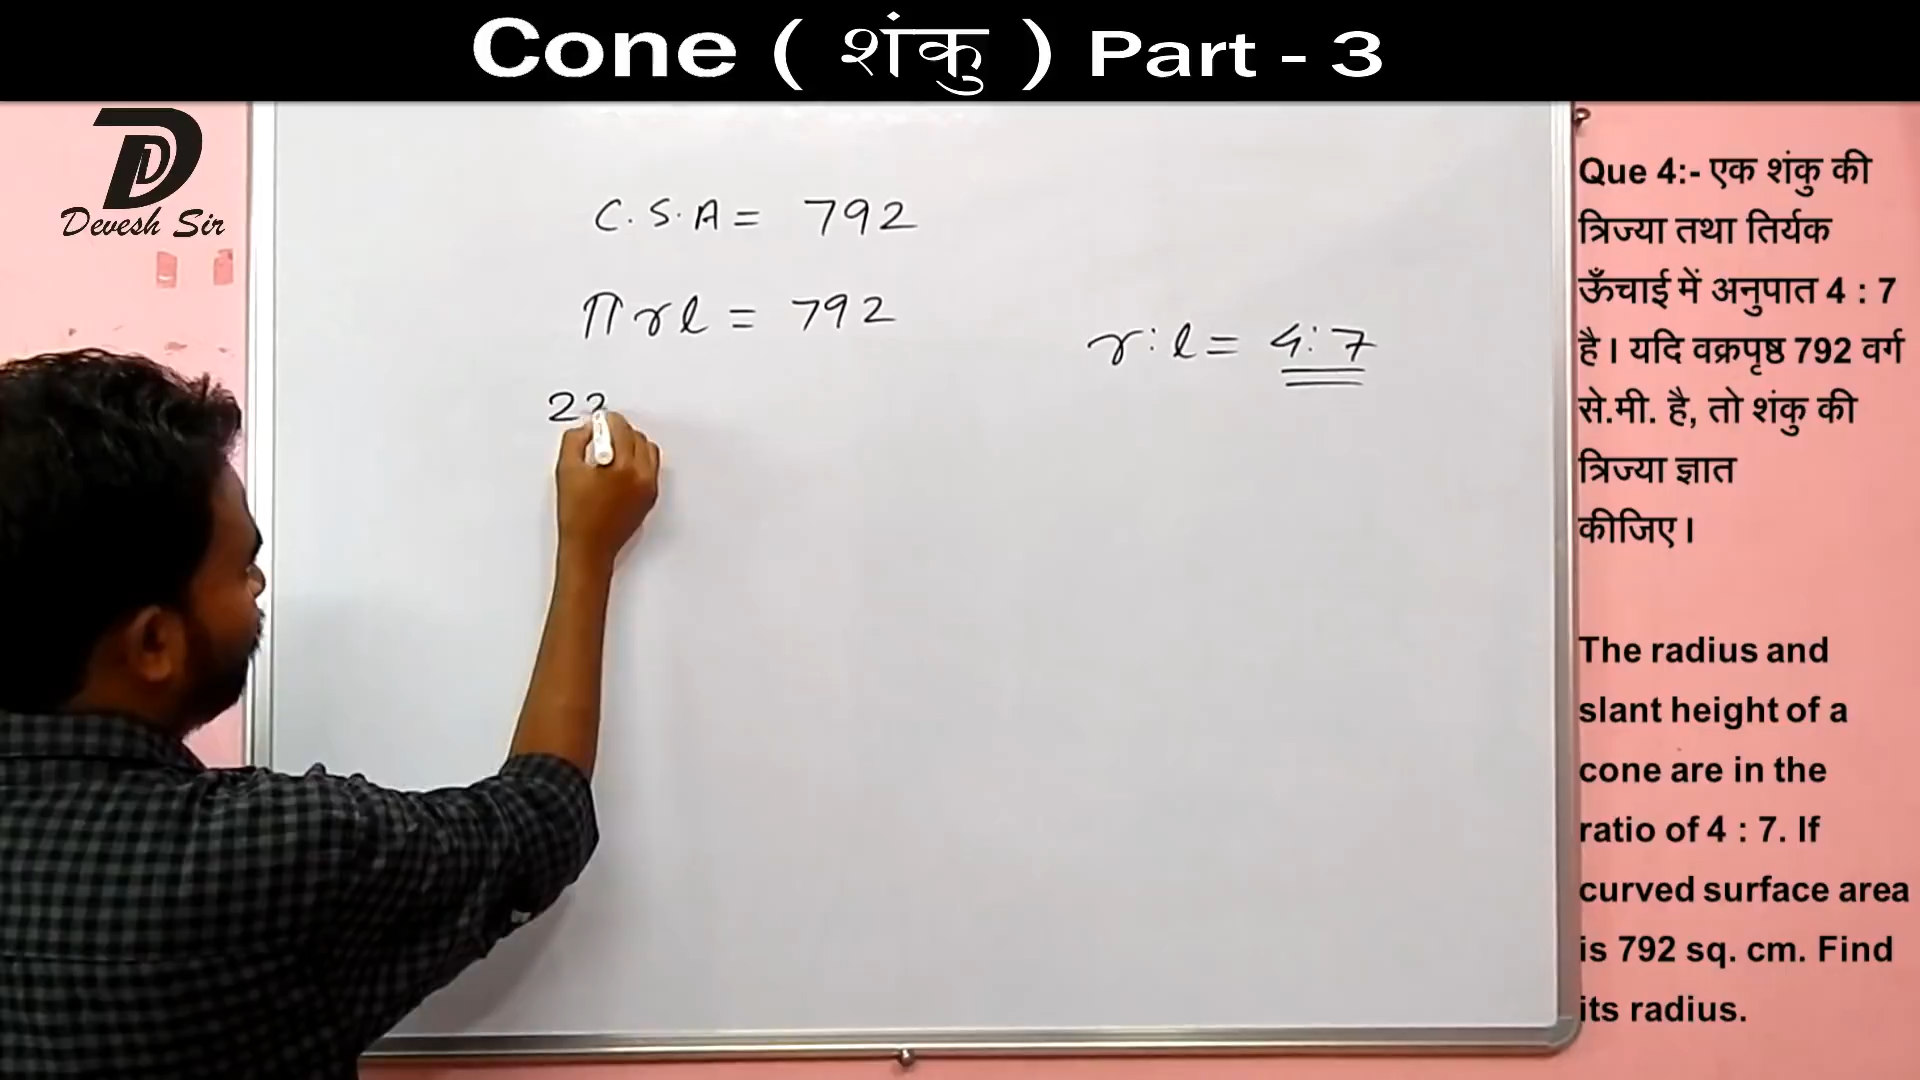 Cone ( शंकु ) Part - 3
D
Devesh Sir
C.S.A = 792
πrl = 792
r:l = 4:7
22
Que 4:- एक शंकु की
त्रिज्या तथा तिर्यक
ऊँचाई में अनुपात 4 : 7
है। यदि वक्रपृष्ठ 792 वर्ग
से.मी. है, तो शंकु की
त्रिज्या ज्ञात
कीजिए।
The radius and
slant height of a
cone are in the
ratio of 4 : 7. If
curved surface area
is 792 sq. cm. Find
its radius.